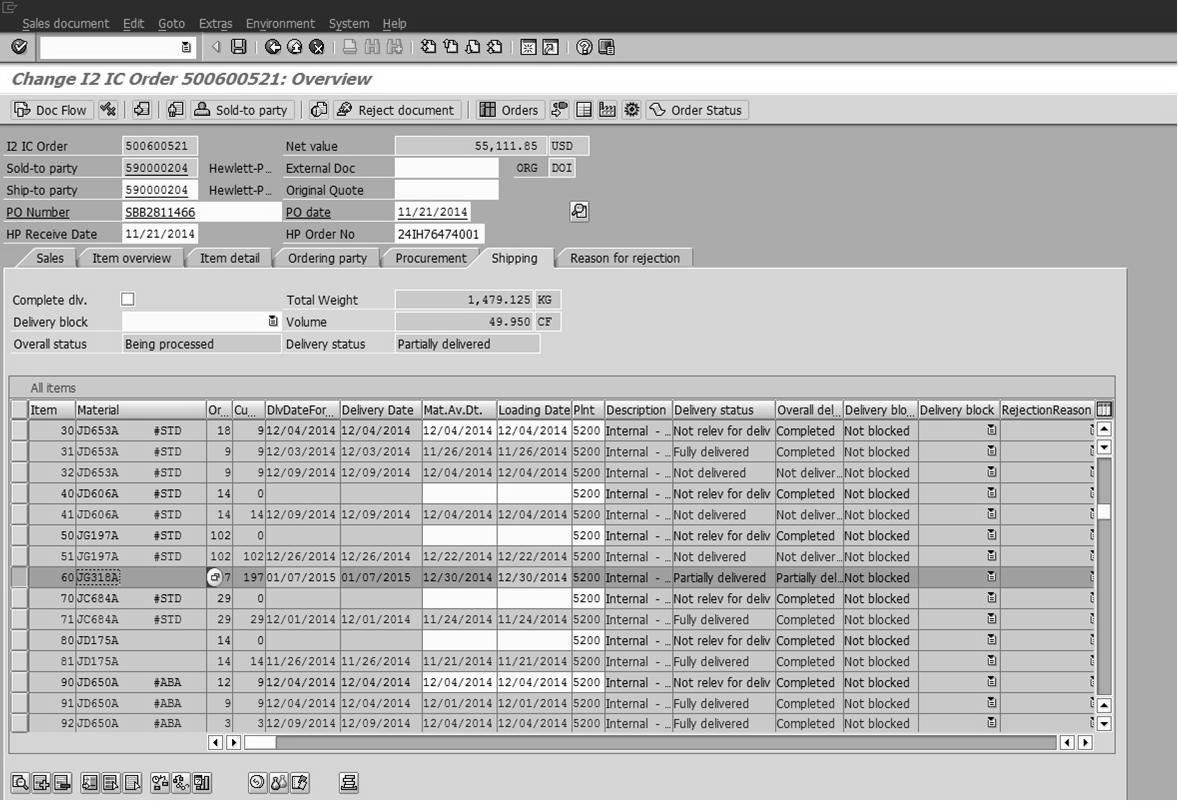 Sales document Edit Goto Extras Environment System Help
Change I2 IC Order 500600521: Overview
Doc Flow Sold-to party Reject document Orders Order Status
I2 IC Order 500600521 Net value 55,111.85 USD
Sold-to party 590000204 Hewlett-P... External Doc ORG DOI
Ship-to party 590000204 Hewlett-P... Original Quote
PO Number SBB2811466 PO date 11/21/2014
HP Receive Date 11/21/2014 HP Order No 24IH76474001
Sales Item overview Item detail Ordering party Procurement Shipping Reason for rejection
Complete dlv. Total Weight 1,479.125 KG
Delivery block Volume 49.950 CF
Overall status Being processed Delivery status Partially delivered
All items
Item Material Or... Cu... DlvDateFor... Delivery Date Mat.Av.Dt. Loading Date Plnt Description Delivery status Overall del... Delivery blo... Delivery block RejectionReason
30 JD653A #STD 18 9 12/04/2014 12/04/2014 12/04/2014 12/04/2014 5200 Internal - ... Not relev for deliv Completed Not blocked
31 JD653A #STD 9 9 12/03/2014 12/03/2014 11/26/2014 11/26/2014 5200 Internal - ... Fully delivered Completed Not blocked
32 JD653A #STD 9 9 12/09/2014 12/09/2014 12/04/2014 12/04/2014 5200 Internal - ... Not delivered Not deliver... Not blocked
40 JD606A #STD 14 0 5200 Internal - ... Not relev for deliv Completed Not blocked
41 JD606A #STD 14 14 12/09/2014 12/09/2014 12/04/2014 12/04/2014 5200 Internal - ... Not delivered Not deliver... Not blocked
50 JG197A #STD 102 0 5200 Internal - ... Not relev for deliv Completed Not blocked
51 JG197A #STD 102 102 12/26/2014 12/26/2014 12/22/2014 12/22/2014 5200 Internal - ... Not delivered Not deliver... Not blocked
60 JG318A 7 197 01/07/2015 01/07/2015 12/30/2014 12/30/2014 5200 Internal - ... Partially delivered Partially del... Not blocked
70 JC684A #STD 29 0 5200 Internal - ... Not relev for deliv Completed Not blocked
71 JC684A #STD 29 29 12/01/2014 12/01/2014 11/24/2014 11/24/2014 5200 Internal - ... Fully delivered Completed Not blocked
80 JD175A 14 0 5200 Internal - ... Not relev for deliv Completed Not blocked
81 JD175A 14 14 11/26/2014 11/26/2014 11/21/2014 11/21/2014 5200 Internal - ... Fully delivered Completed Not blocked
90 JD650A #ABA 12 9 12/04/2014 12/04/2014 12/04/2014 12/04/2014 5200 Internal - ... Not relev for deliv Completed Not blocked
91 JD650A #ABA 9 9 12/04/2014 12/04/2014 12/01/2014 12/01/2014 5200 Internal - ... Fully delivered Completed Not blocked
92 JD650A #ABA 3 3 12/09/2014 12/09/2014 12/04/2014 12/04/2014 5200 Internal - ... Fully delivered Completed Not blocked